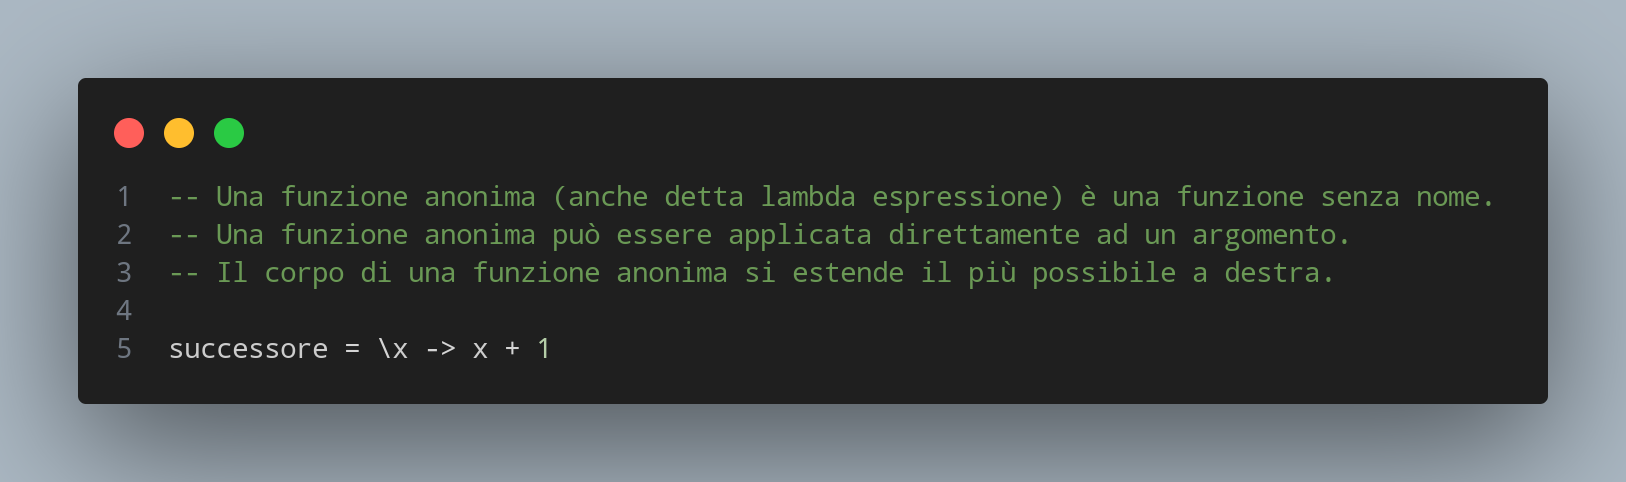 1 -- Una funzione anonima (anche detta lambda espressione) è una funzione senza nome.
2 -- Una funzione anonima può essere applicata direttamente ad un argomento.
3 -- Il corpo di una funzione anonima si estende il più possibile a destra.
4
5 successore = \x -> x + 1